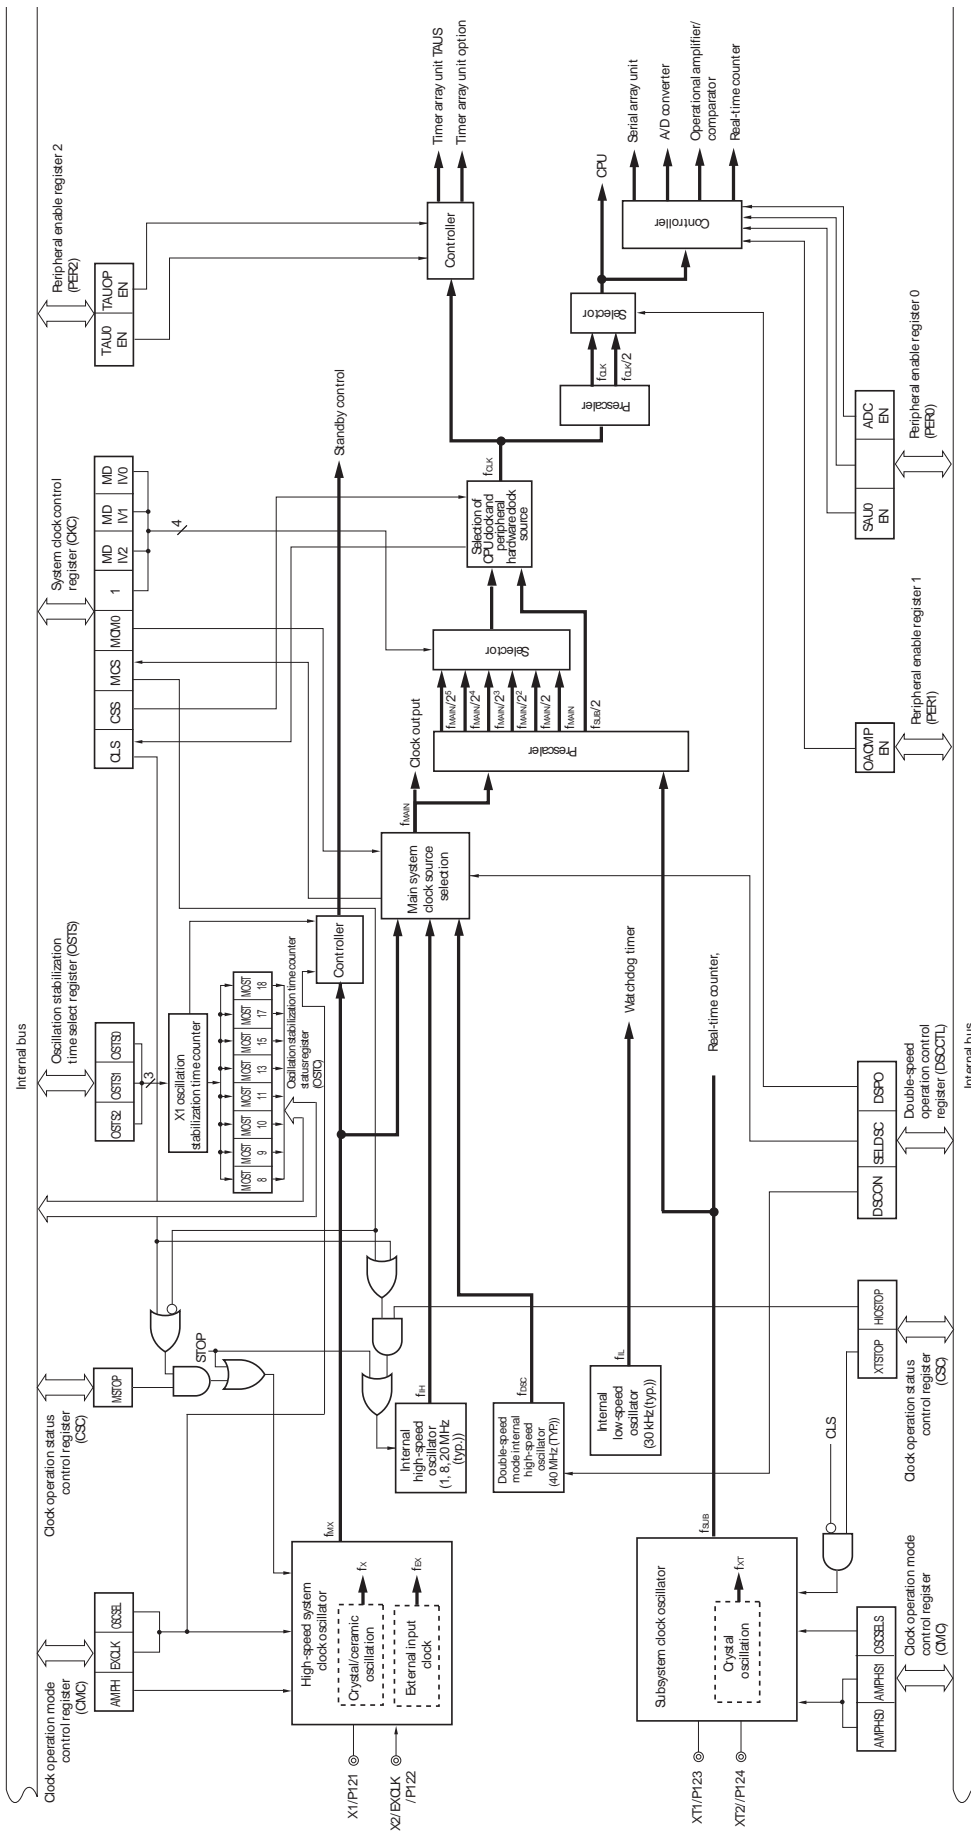 Internal bus
Clock operation mode
control register
(CMC)
AMPH
EXCLK
OSCSEL
Clock operation status
control register
(CSC)
MSTOP
Oscillation stabilization
time select register (OSTS)
OSTS2
OSTS1
OSTS0
3
X1 oscillation
stabilization time counter
MOST
8
MOST
9
MOST
10
MOST
11
MOST
13
MOST
15
MOST
17
MOST
18
Oscillation stabilization time counter
status register
(OSTC)
System clock control
register (CKC)
CLS
CSS
MCS
MCM0
1
MD
IV2
MD
IV1
MD
IV0
4
Peripheral enable register 2
(PER2)
TAU0
EN
TAUOP
EN
STOP
Controller
Standby control
X1/P121
X2/EXCLK
/P122
High-speed system
clock oscillator
Crystal/ceramic
oscillation
fX
External input
clock
fEX
fMX
Internal
high-speed
oscillator
(1, 8, 20 MHz
(typ.))
fIH
Double-speed
mode internal
high-speed
oscillator
(40 MHz (TYP.))
fDSC
Internal
low-speed
oscillator
(30 kHz (typ.))
fIL
Watchdog timer
Main system
clock source
selection
fMAIN
Clock output
Prescaler
fMAIN/2^5
fMAIN/2^4
fMAIN/2^3
fMAIN/2^2
fMAIN/2
fMAIN
fSUB/2
Selector
Selection of
CPU clock and
peripheral
hardware clock
source
fCLK
Controller
Timer array unit TAUS
Timer array unit option
Prescaler
fCLK
fCLK/2
Selector
CPU
Controller
Serial array unit
A/D converter
Operational amplifier/
comparator
Real-time counter
XT1/P123
XT2//P124
Subsystem clock oscillator
Crystal
oscillation
fXT
fSUB
Real-time counter,
CLS
AMPHS0
AMPHS1
OSCSELS
Clock operation mode
control register
(CMC)
XTSTOP
HIOSTOP
Clock operation status
control register
(CSC)
DSCON
SELDSC
DSPO
Double-speed
operation control
register (DSCCTL)
OACMP
EN
Peripheral enable register 1
(PER1)
SAU0
EN
ADC
EN
Peripheral enable register 0
(PER0)
Internal bus